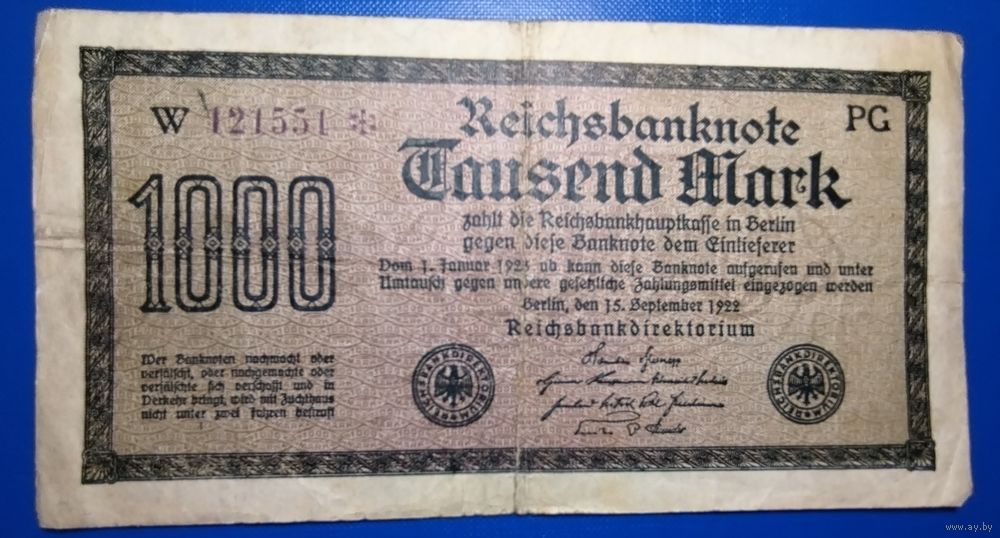 W 121551 * Reichsbanknote PG
Tausend Mark
1000
zahlt die Reichsbankhauptkasse in Berlin
gegen diese Banknote dem Einlieferer
Vom 1. Januar 1923 ab kann diese Banknote aufgerufen und unter
Umtausch gegen andere gesetzliche Zahlungsmittel eingezogen werden
Berlin, den 15. September 1922
Reichsbankdirektorium
Wer Banknoten nachmacht oder
verfälscht, oder nachgemachte oder
verfälschte sich verschafft und in
Verkehr bringt, wird mit Zuchthaus
nicht unter zwei Jahren bestraft
REICHSBANKDIREKTORIUM
REICHSBANKDIREKTORIUM
www.ay.by